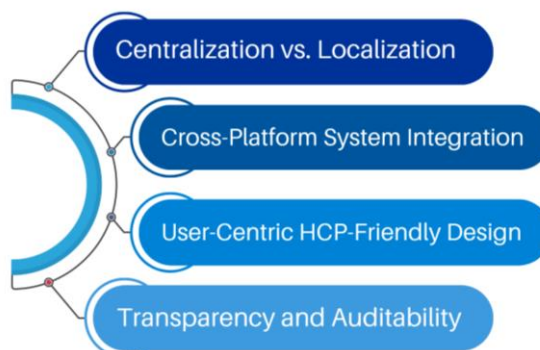 Centralization vs. Localization
Cross-Platform System Integration
User-Centric HCP-Friendly Design
Transparency and Auditability